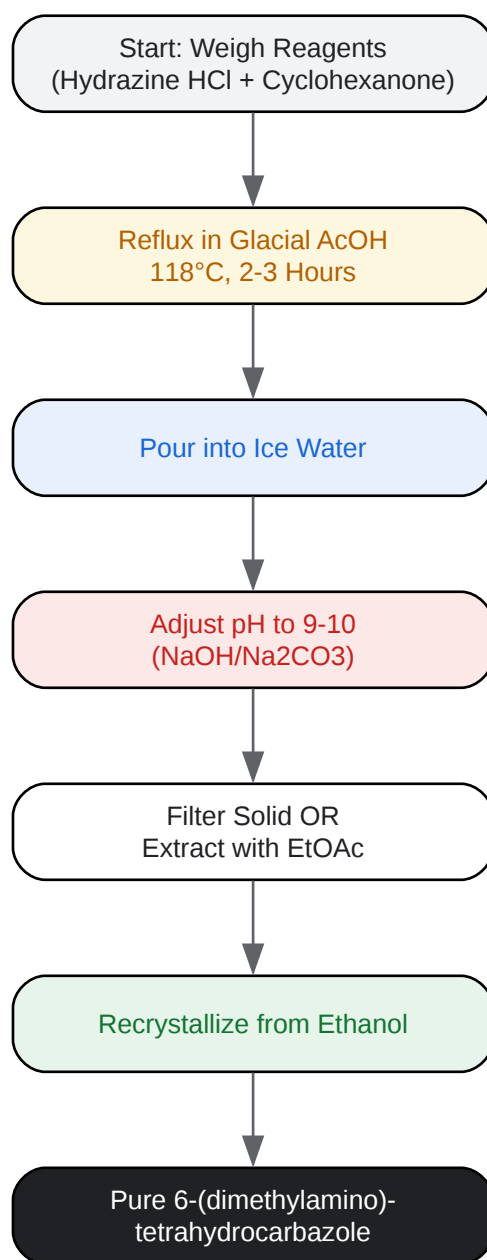 Start: Weigh Reagents
(Hydrazine HCl + Cyclohexanone)
Reflux in Glacial AcOH
118°C, 2-3 Hours
Pour into Ice Water
Adjust pH to 9-10
(NaOH/Na2CO3)
Filter Solid OR
Extract with EtOAc
Recrystallize from Ethanol
Pure 6-(dimethylamino)-
tetrahydrocarbazole